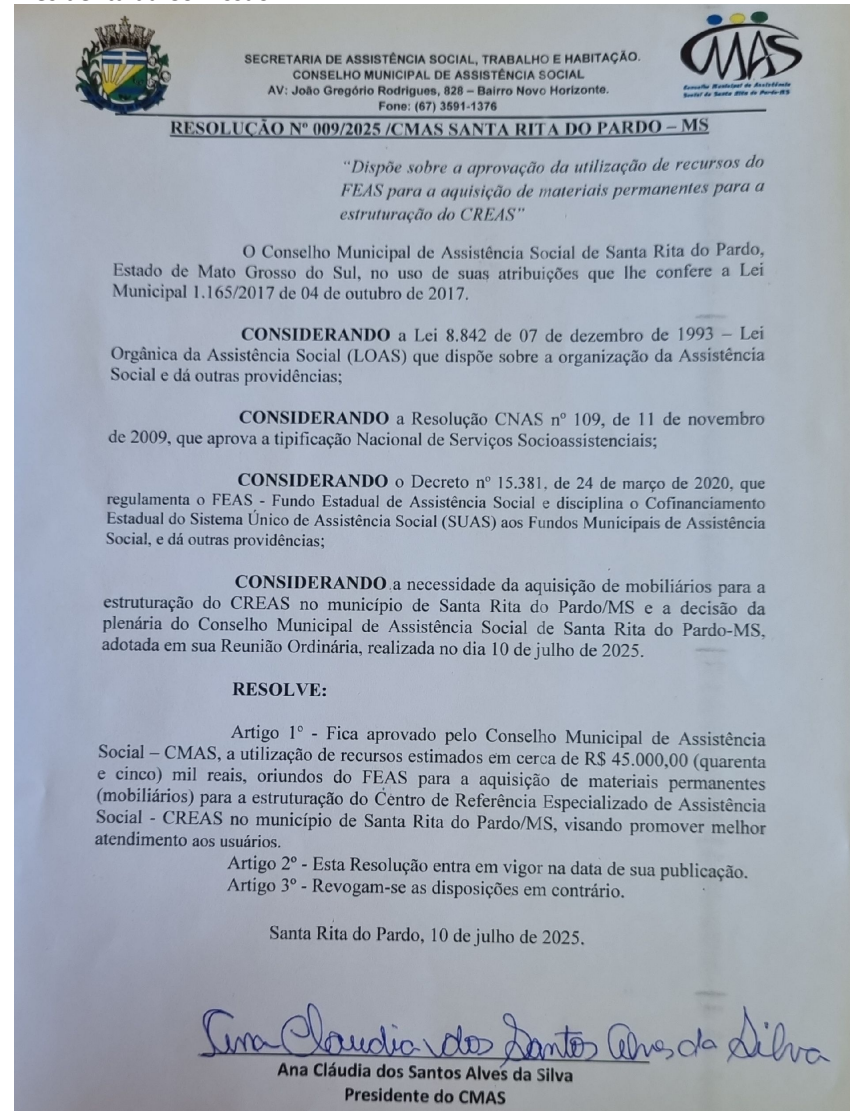 SECRETARIA DE ASSISTÊNCIA SOCIAL, TRABALHO E HABITAÇÃO.
CONSELHO MUNICIPAL DE ASSISTÊNCIA SOCIAL
AV: João Gregório Rodrigues, 828 – Bairro Novo Horizonte.
Fone: (67) 3591-1376
CMAS
Conselho Municipal de Assistência
Social de Santa Rita do Pardo-MS
RESOLUÇÃO Nº 009/2025 /CMAS SANTA RITA DO PARDO – MS
"Dispõe sobre a aprovação da utilização de recursos do
FEAS para a aquisição de materiais permanentes para a
estruturação do CREAS"
O Conselho Municipal de Assistência Social de Santa Rita do Pardo,
Estado de Mato Grosso do Sul, no uso de suas atribuições que lhe confere a Lei
Municipal 1.165/2017 de 04 de outubro de 2017.
CONSIDERANDO a Lei 8.842 de 07 de dezembro de 1993 – Lei
Orgânica da Assistência Social (LOAS) que dispõe sobre a organização da Assistência
Social e dá outras providências;
CONSIDERANDO a Resolução CNAS nº 109, de 11 de novembro
de 2009, que aprova a tipificação Nacional de Serviços Socioassistenciais;
CONSIDERANDO o Decreto nº 15.381, de 24 de março de 2020, que
regulamenta o FEAS - Fundo Estadual de Assistência Social e disciplina o Cofinanciamento
Estadual do Sistema Único de Assistência Social (SUAS) aos Fundos Municipais de Assistência
Social, e dá outras providências;
CONSIDERANDO a necessidade da aquisição de mobiliários para a
estruturação do CREAS no município de Santa Rita do Pardo/MS e a decisão da
plenária do Conselho Municipal de Assistência Social de Santa Rita do Pardo-MS,
adotada em sua Reunião Ordinária, realizada no dia 10 de julho de 2025.
RESOLVE:
Artigo 1º - Fica aprovado pelo Conselho Municipal de Assistência
Social – CMAS, a utilização de recursos estimados em cerca de R$ 45.000,00 (quarenta
e cinco) mil reais, oriundos do FEAS para a aquisição de materiais permanentes
(mobiliários) para a estruturação do Centro de Referência Especializado de Assistência
Social - CREAS no município de Santa Rita do Pardo/MS, visando promover melhor
atendimento aos usuários.
Artigo 2º - Esta Resolução entra em vigor na data de sua publicação.
Artigo 3º - Revogam-se as disposições em contrário.
Santa Rita do Pardo, 10 de julho de 2025.
Ana Claudia dos Santos Alves da Silva
Ana Cláudia dos Santos Alves da Silva
Presidente do CMAS